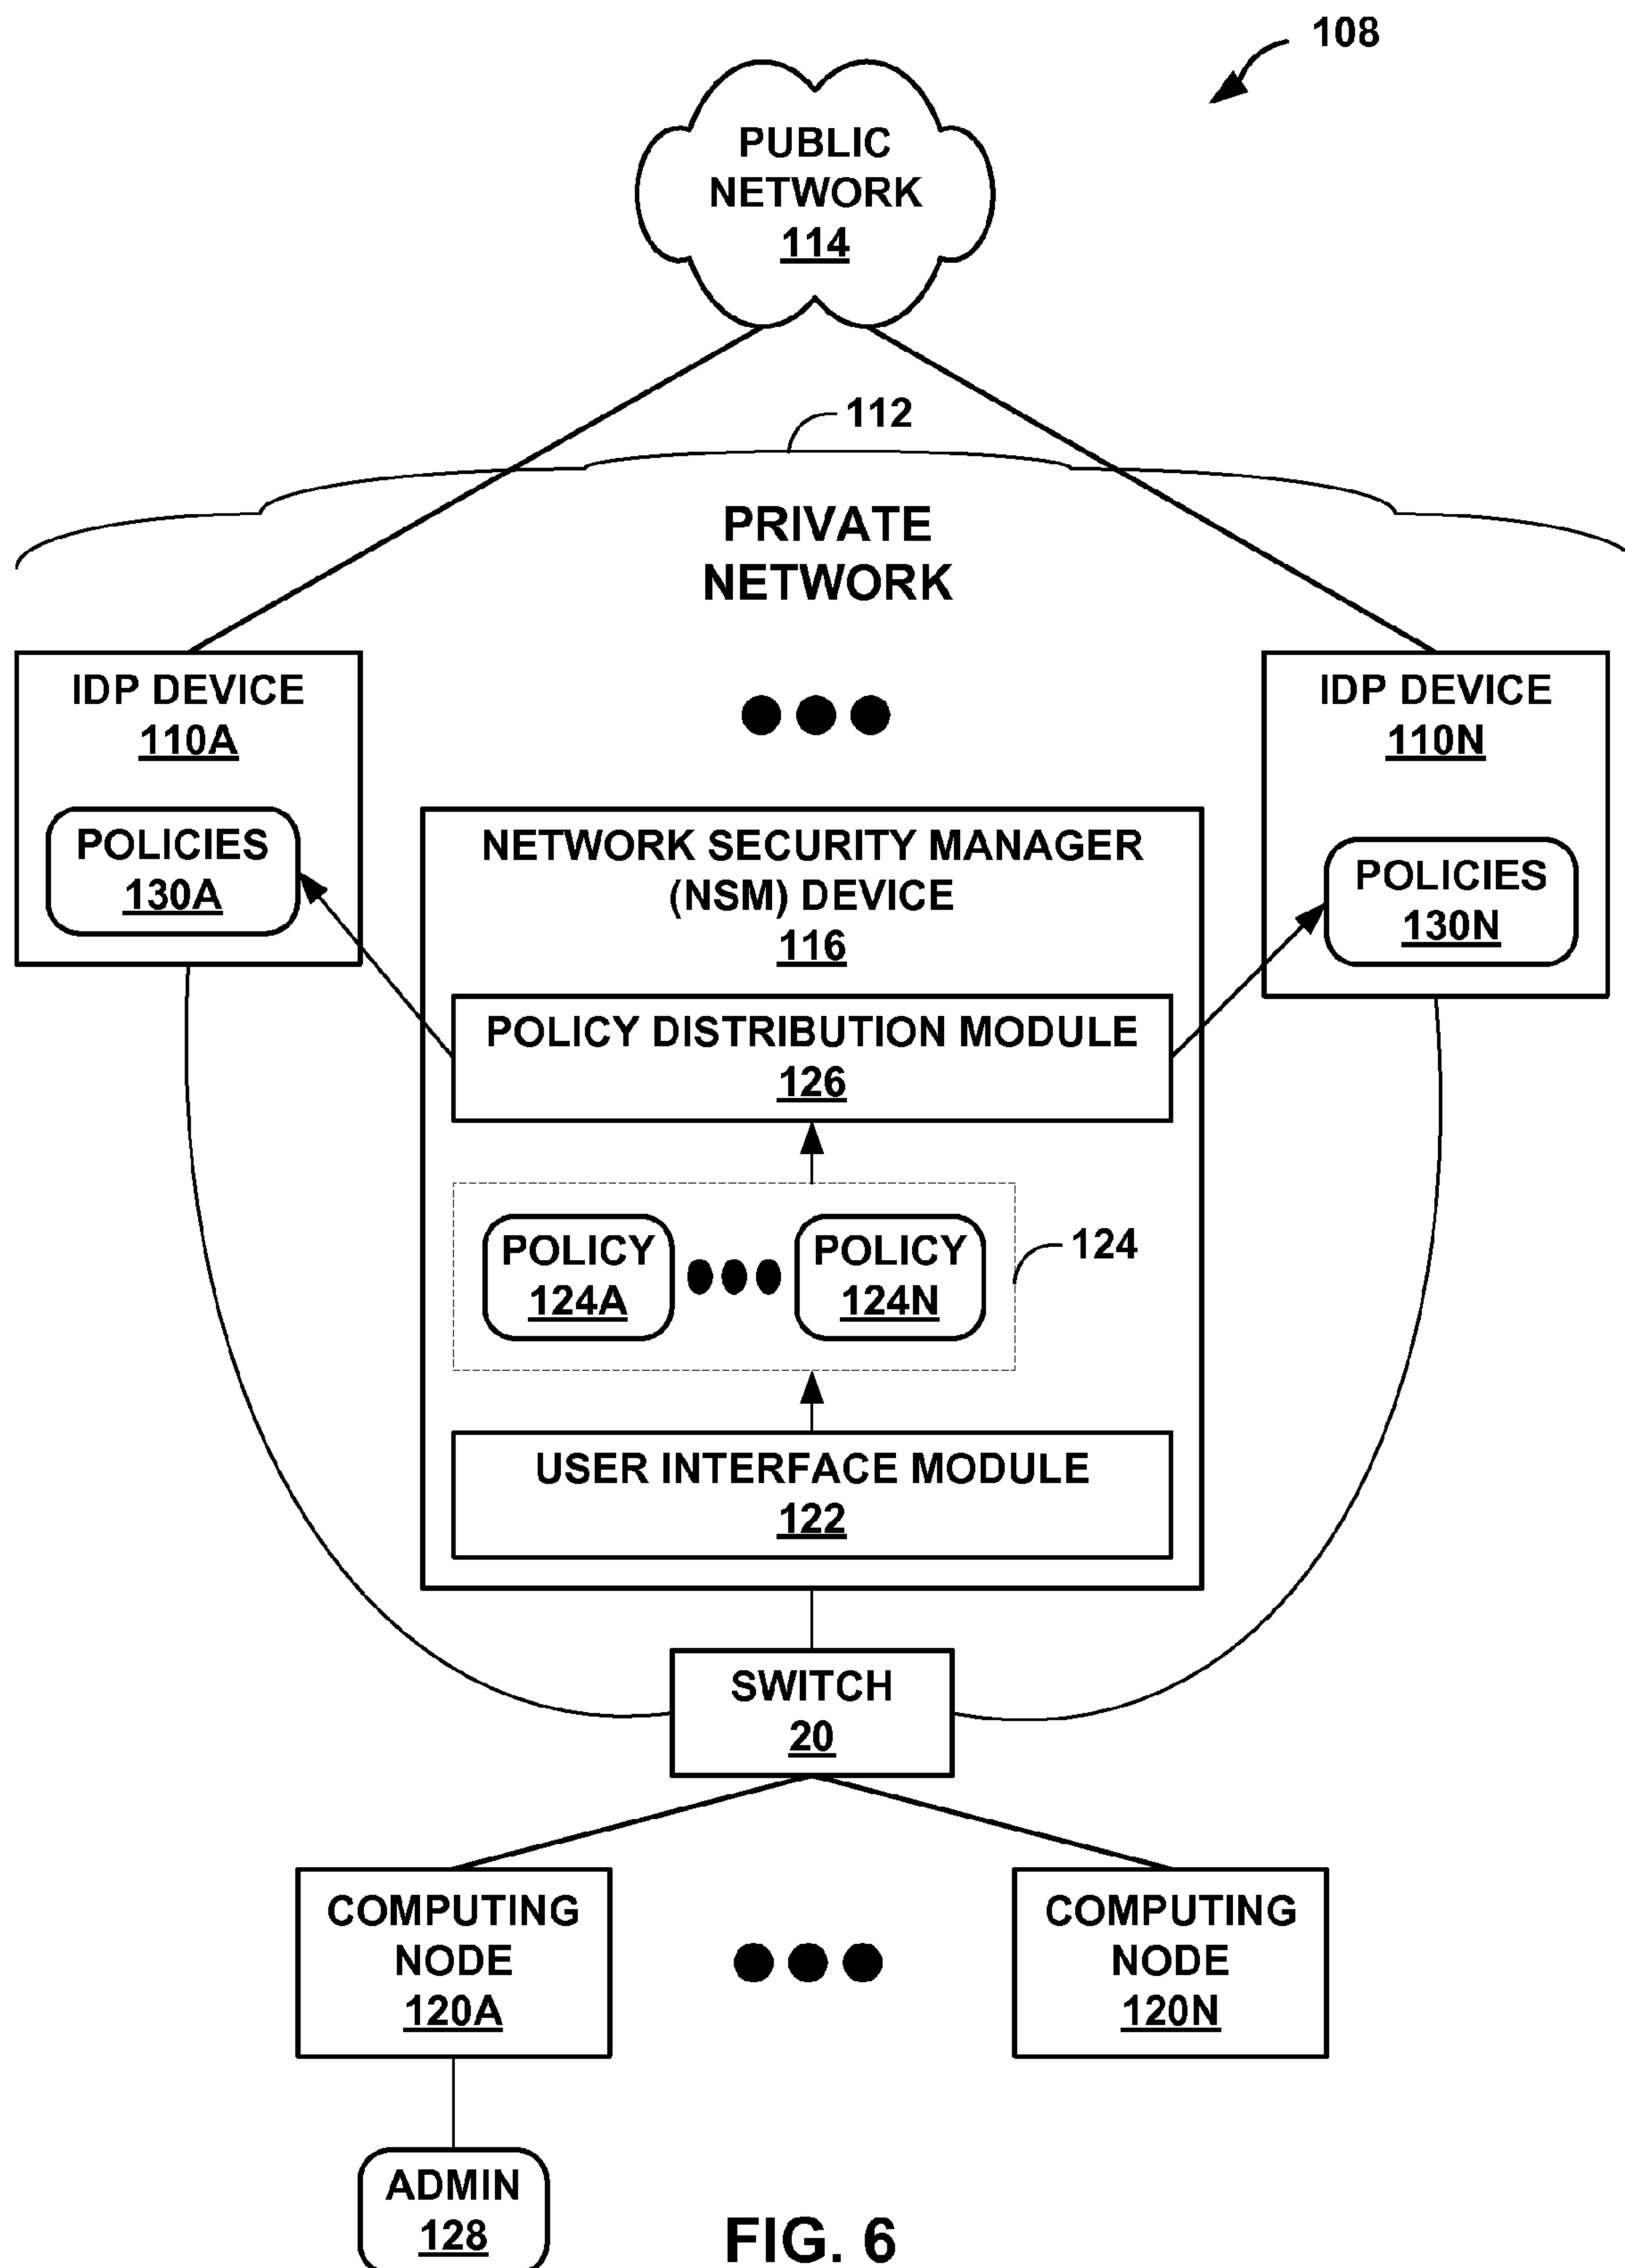 108
PUBLIC
NETWORK
114
112
PRIVATE
NETWORK
IDP DEVICE
110A
POLICIES
130A
IDP DEVICE
110N
POLICIES
130N
NETWORK SECURITY MANAGER
(NSM) DEVICE
116
POLICY DISTRIBUTION MODULE
126
POLICY
124A
POLICY
124N
124
USER INTERFACE MODULE
122
SWITCH
20
COMPUTING
NODE
120A
COMPUTING
NODE
120N
ADMIN
128
FIG. 6